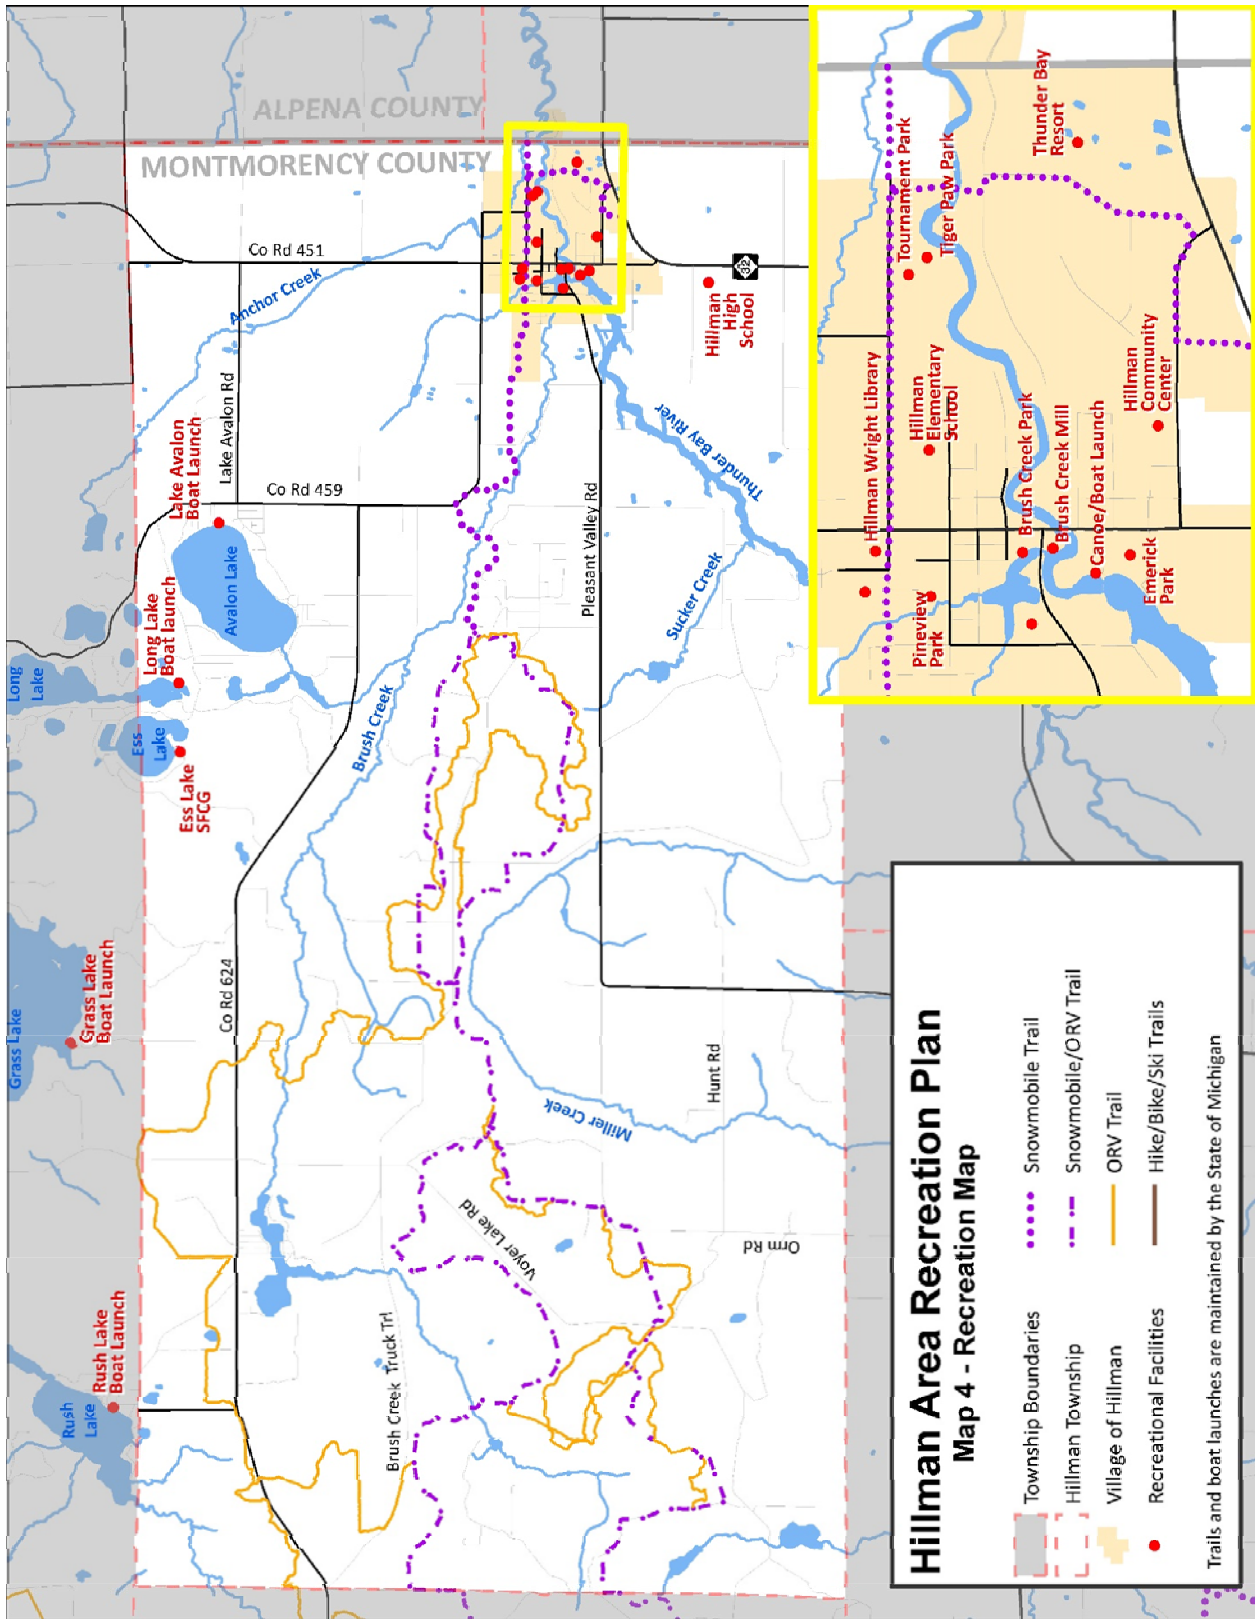 ALPENA COUNTY
MONTMORENCY COUNTY
Co Rd 451
Anchor Creek
Lake Avalon Rd
Lake Avalon
Boat Launch
Co Rd 459
Avalon Lake
Long Lake
Boat launch
Long
Lake
Ess
Lake
Ess Lake
SFCG
Brush Creek
Pleasant Valley Rd
Sucker Creek
Thunder Bay River
Hillman
High
School
32
Grass Lake
Grass Lake
Boat Launch
Co Rd 624
Hunt Rd
Miller Creek
Voyer Lake Rd
Orm Rd
Brush Creek Truck Trl
Rush
Lake
Rush Lake
Boat Launch
Tournament Park
Tiger Paw Park
Thunder Bay
Resort
Hillman Wright Library
Hillman
Elementary
School
Brush Creek Park
Brush Creek Mill
Canoe/Boat Launch
Hillman
Community
Center
Pineview
Park
Emerick
Park
Hillman Area Recreation Plan
Map 4 - Recreation Map
Township Boundaries
Hillman Township
Village of Hillman
Recreational Facilities
Snowmobile Trail
Snowmobile/ORV Trail
ORV Trail
Hike/Bike/Ski Trails
Trails and boat launches are maintained by the State of Michigan